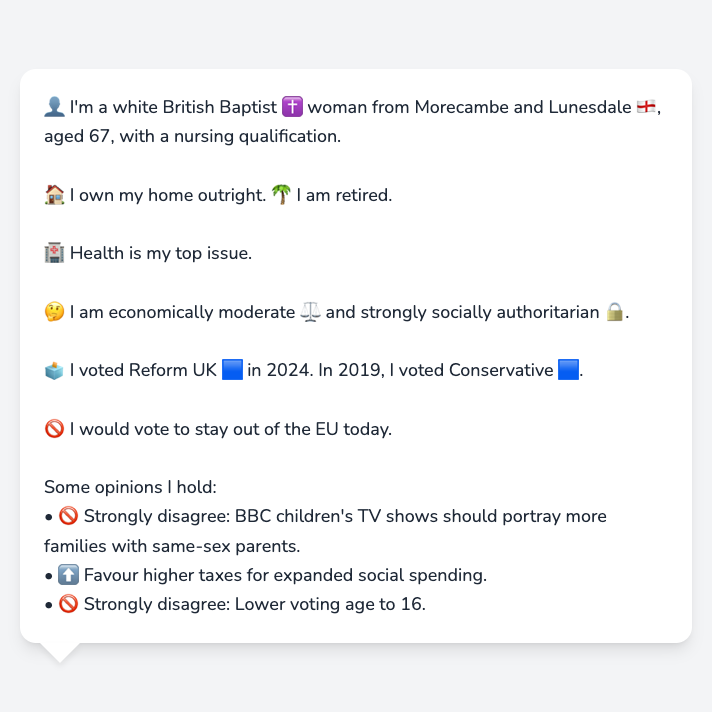 👤 I'm a white British Baptist ✝️ woman from Morecambe and Lunesdale 🏴󠁧󠁢󠁥󠁮󠁧󠁿,
aged 67, with a nursing qualification.
🏠 I own my home outright. 🌴 I am retired.
🏥 Health is my top issue.
🤔 I am economically moderate ⚖️ and strongly socially authoritarian 🔒.
🗳️ I voted Reform UK 🟦 in 2024. In 2019, I voted Conservative 🟦.
🚫 I would vote to stay out of the EU today.
Some opinions I hold:
• 🚫 Strongly disagree: BBC children's TV shows should portray more
families with same-sex parents.
• ⬆️ Favour higher taxes for expanded social spending.
• 🚫 Strongly disagree: Lower voting age to 16.